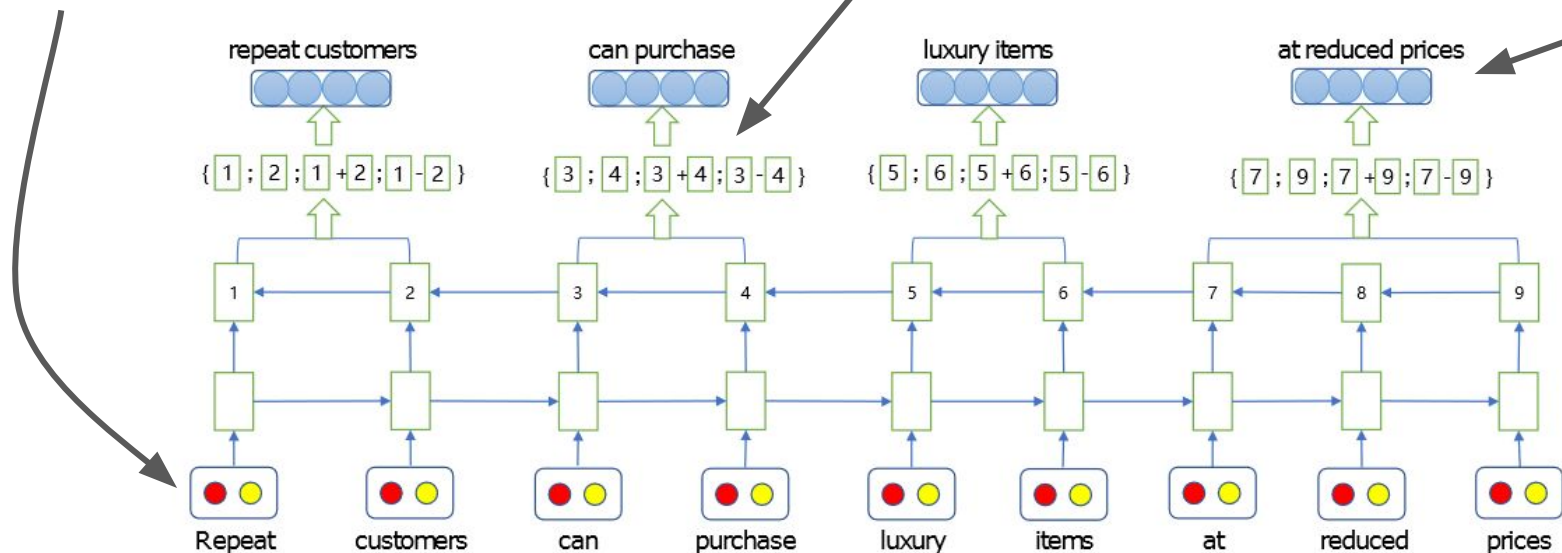 repeat customers can purchase luxury items at reduced prices
{ 1 ; 2 ; 1 + 2 ; 1 - 2 } { 3 ; 4 ; 3 + 4 ; 3 - 4 } { 5 ; 6 ; 5 + 6 ; 5 - 6 } { 7 ; 9 ; 7 + 9 ; 7 - 9 }
1 2 3 4 5 6 7 8 9
Repeat customers can purchase luxury items at reduced prices